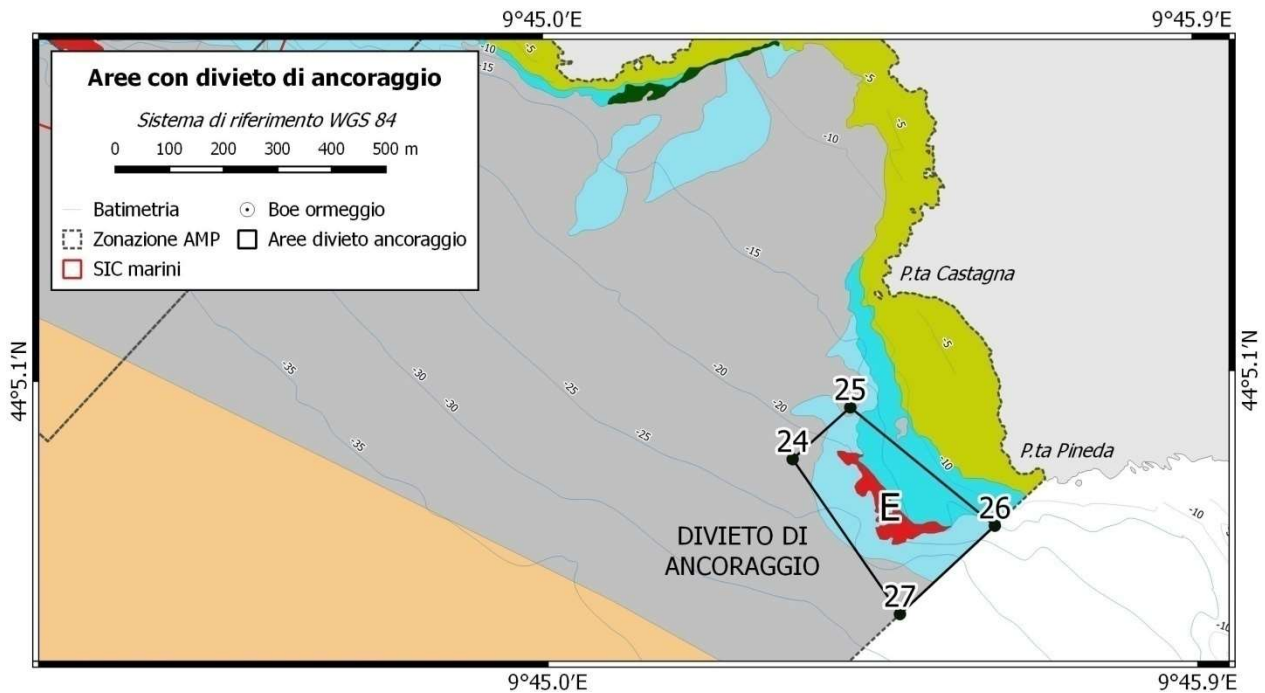 9°45.0'E
9°45.9'E
Aree con divieto di ancoraggio
Sistema di riferimento WGS 84
0 100 200 300 400 500 m
Batimetria
Boe ormeggio
Zonazione AMP
Aree divieto ancoraggio
SIC marini
-10
-5
-15
-5
-5
-10
-15
P.ta Castagna
-5
44°5.1'N
44°5.1'N
-35
-30
-25
-20
-20
-30
-35
-25
25
24
-10
P.ta Pineda
E
26
-10
DIVIETO DI
ANCORAGGIO
27
-10
9°45.0'E
9°45.9'E